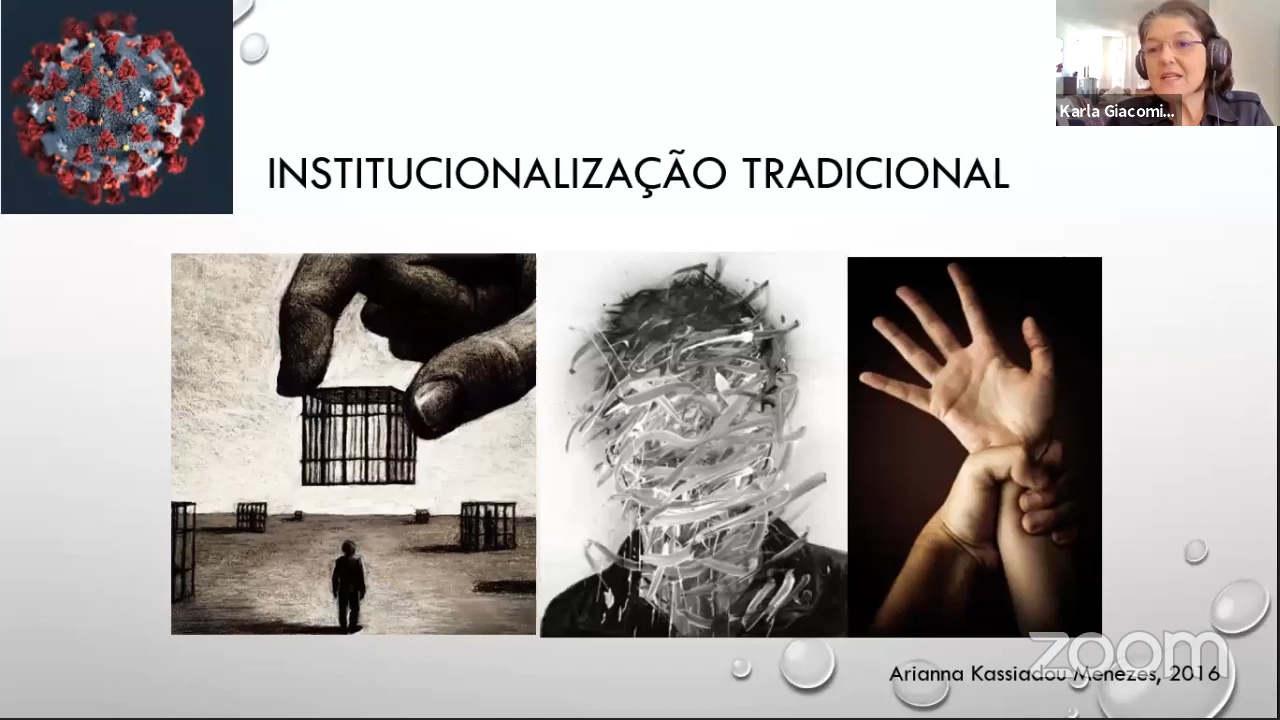 Karla Giacomi...
INSTITUCIONALIZAÇÃO TRADICIONAL
zoom
Arianna Kassiadou Menezes, 2016